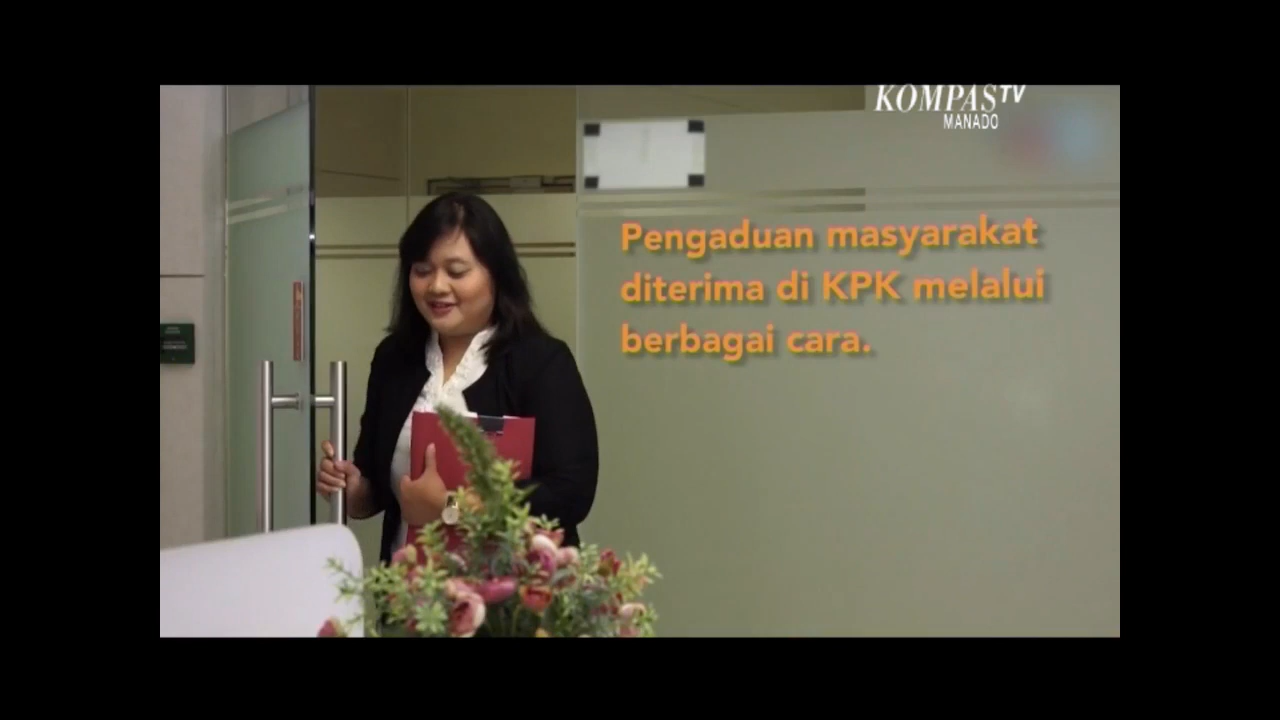 KOMPAS TV
MANADO
Pengaduan masyarakat
diterima di KPK melalui
berbagai cara.